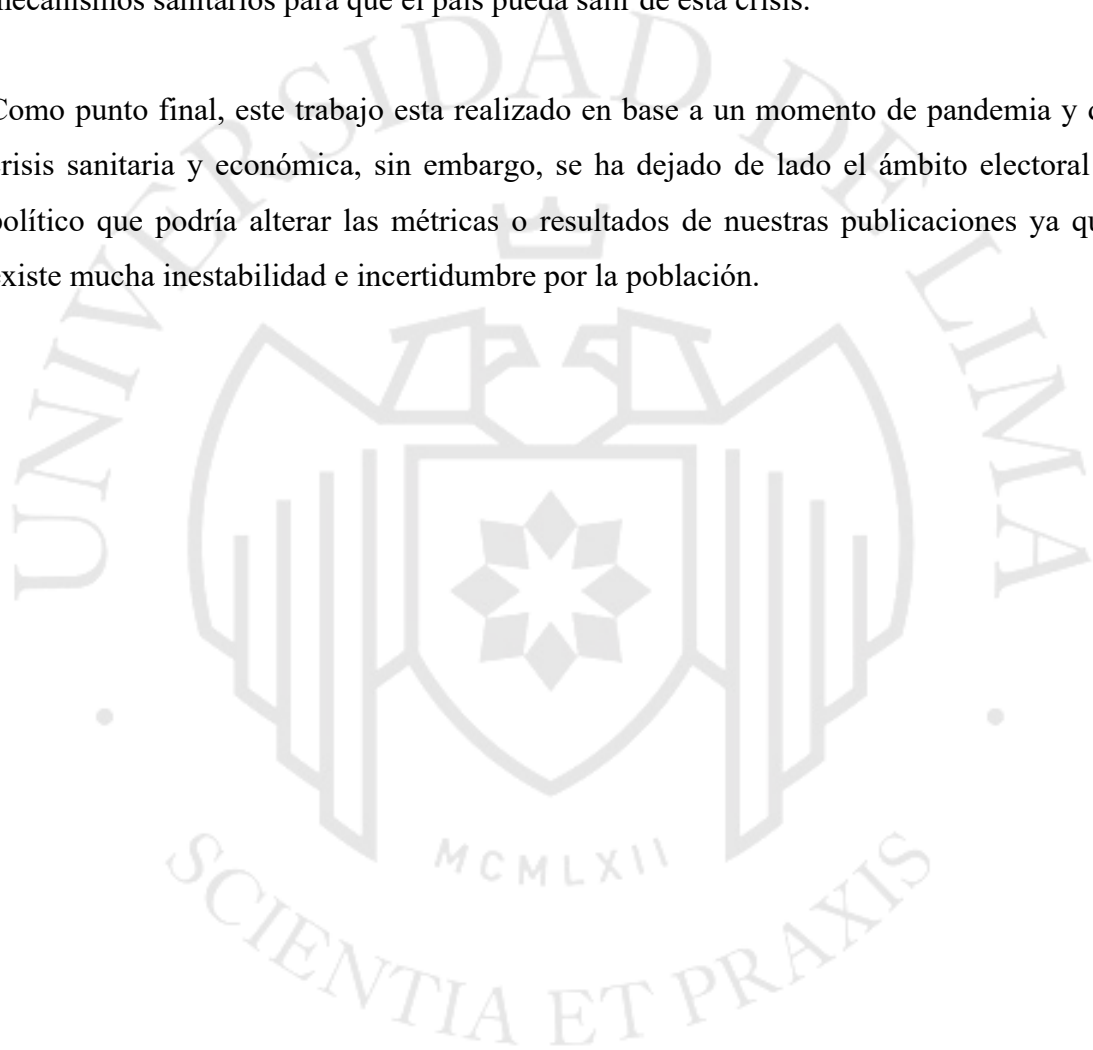 mecanismos sanitarios para que el país pueda salir de esta crisis.
Como punto final, este trabajo esta realizado en base a un momento de pandemia y
crisis sanitaria y económica, sin embargo, se ha dejado de lado el ámbito electoral
político que podría alterar las métricas o resultados de nuestras publicaciones ya qu
existe mucha inestabilidad e incertidumbre por la población.
UNIVERSIDAD DE LIMA
MCMLXII
SCIENTIA ET PRAXIS